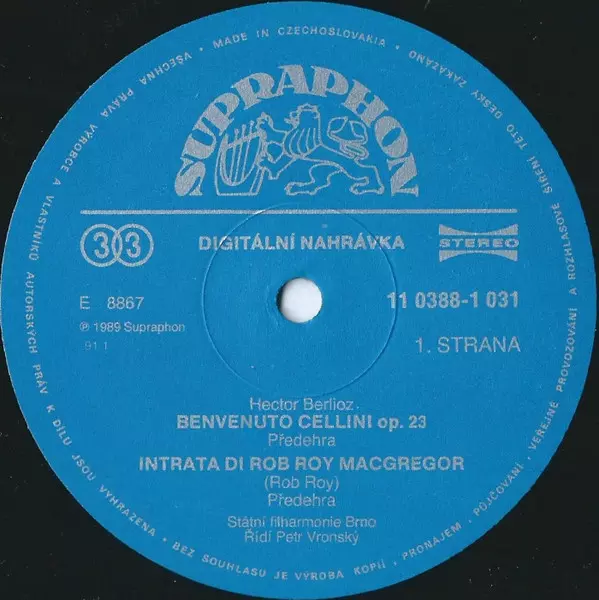 VŠECHNA PRÁVA VÝROBCE A VLASTNÍKŮ AUTORSKÝCH PRÁV K DÍLU JSOU VYHRAZENA • BEZ SOUHLASU JE VÝROBA KOPIÍ, PRONÁJEM, PŮJČOVÁNÍ, VEŘEJNÉ PROVOZOVÁNÍ A ROZHLASOVÉ ŠÍŘENÍ TÉTO DESKY ZAKÁZÁNO • MADE IN CZECHOSLOVAKIA •
SUPRAPHON
33 DIGITÁLNÍ NAHRÁVKA STEREO
E 8867 11 0388-1 031
℗ 1989 Supraphon
1. STRANA
91 1
Hector Berlioz
BENVENUTO CELLINI op. 23
Předehra
INTRATA DI ROB ROY MACGREGOR
(Rob Roy)
Předehra
Státní filharmonie Brno
Řídí Petr Vronský